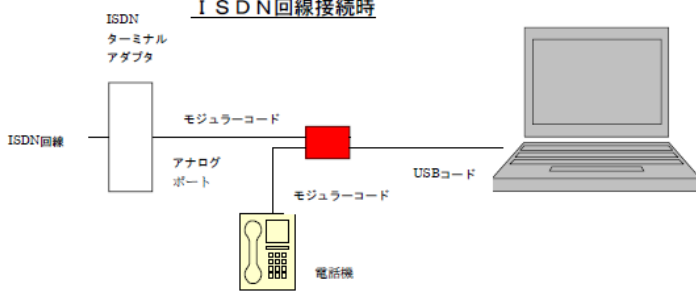 ISDN回線接続時
ISDN
ターミナル
アダプタ
モジュラーコード
ISDN回線
アナログ
ポート
USBコード
モジュラーコード
電話機